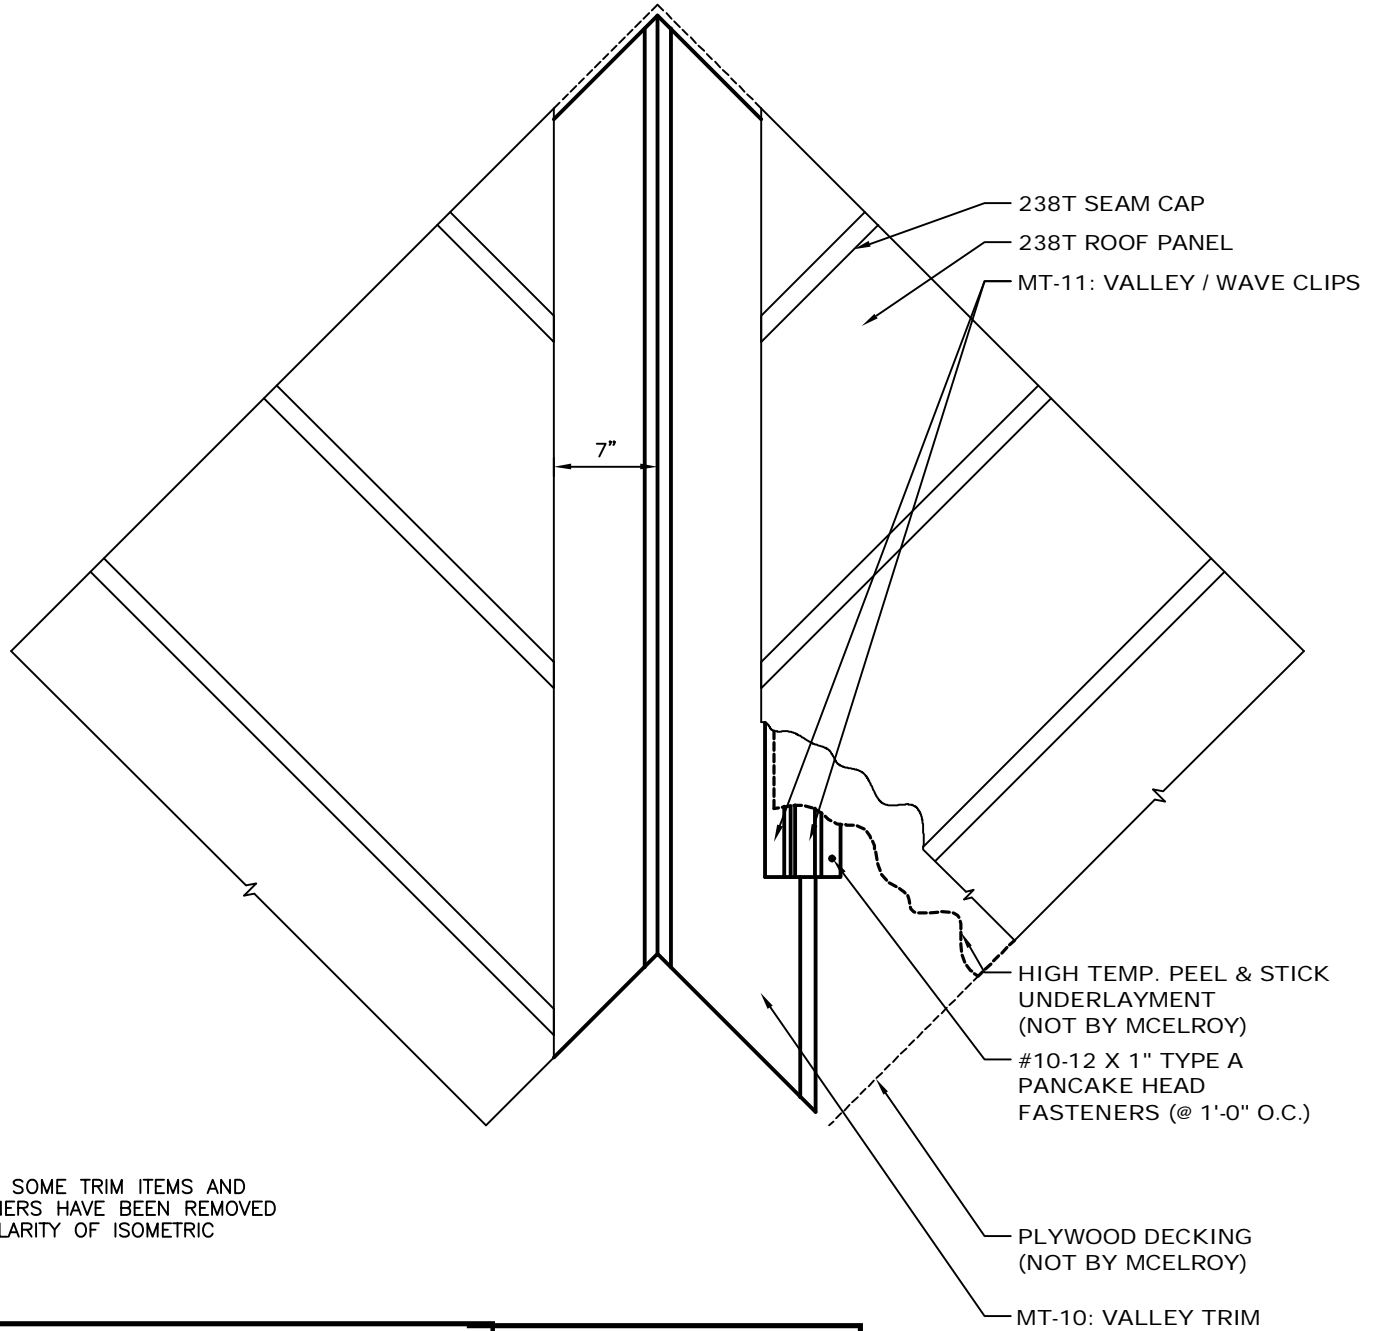 238T SEAM CAP
238T ROOF PANEL
MT-11: VALLEY / WAVE CLIPS
7"
HIGH TEMP. PEEL & STICK
UNDERLAYMENT
(NOT BY MCELROY)
#10-12 X 1" TYPE A
PANCAKE HEAD
FASTENERS (@ 1'-0" O.C.)
SOME TRIM ITEMS AND
HAVE BEEN REMOVED
OF ISOMETRIC
PLYWOOD DECKING
(NOT BY MCELROY)
MT-10: VALLEY TRIM